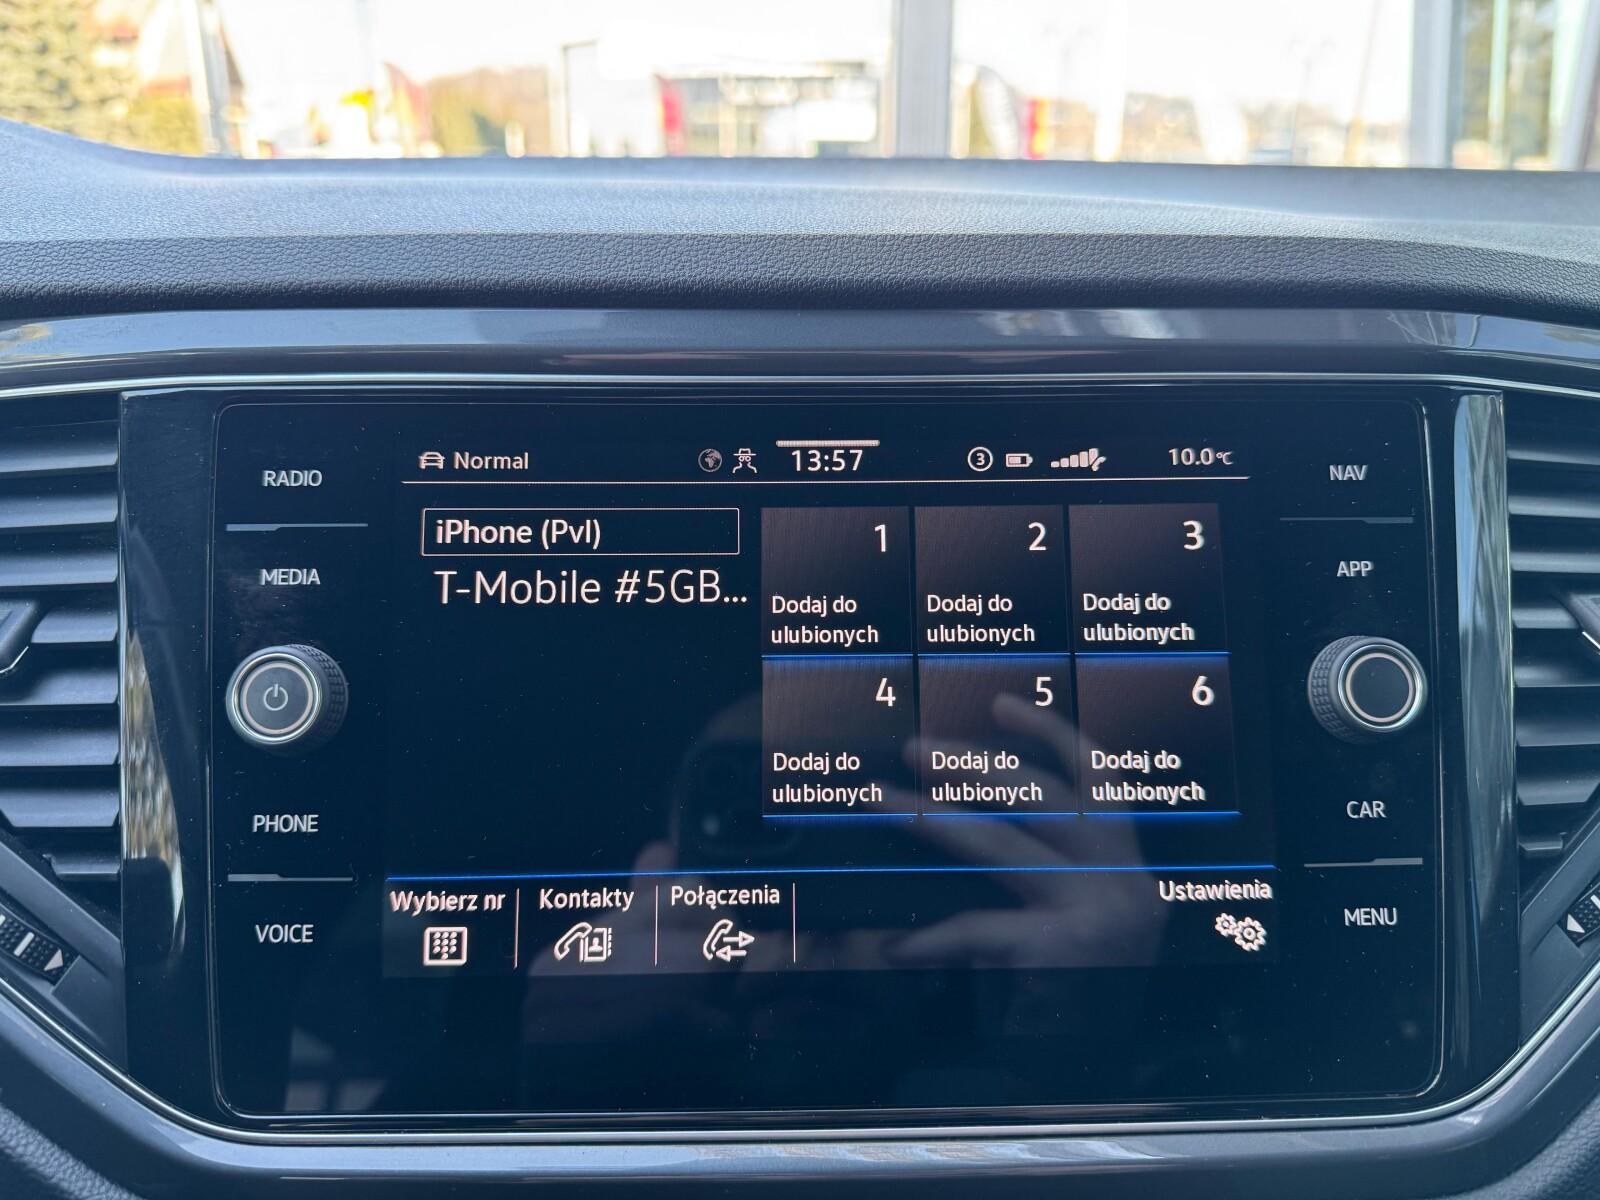 RADIO
MEDIA
PHONE
VOICE
Normal
13:57
3
10.0°C
iPhone (Pvl)
T-Mobile #5GB...
1
Dodaj do
ulubionych
2
Dodaj do
ulubionych
3
Dodaj do
ulubionych
4
Dodaj do
ulubionych
5
Dodaj do
ulubionych
6
Dodaj do
ulubionych
Wybierz nr
Kontakty
Połączenia
Ustawienia
NAV
APP
CAR
MENU